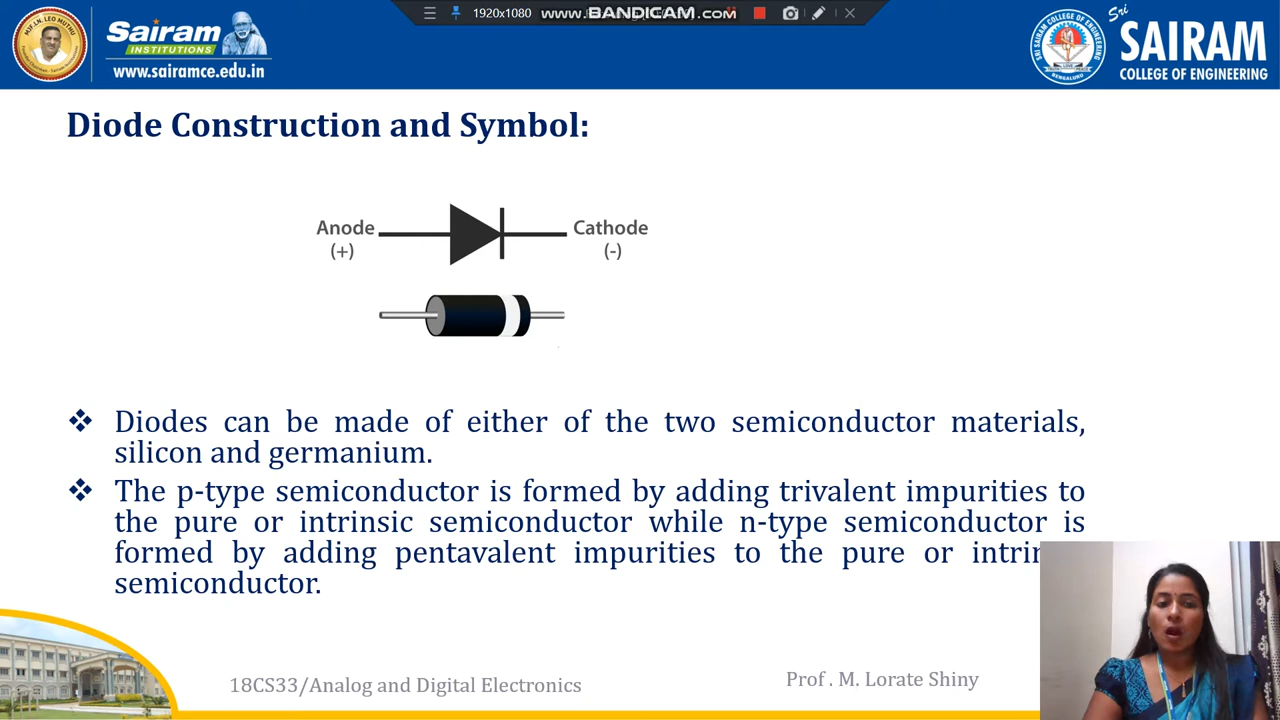 1920x1080 www.BANDICAM.com
Sairam
INSTITUTIONS
www.sairamce.edu.in
Sri
SAIRAM
COLLEGE OF ENGINEERING
Diode Construction and Symbol:
Anode
(+)
Cathode
(-)
❖ Diodes can be made of either of the two semiconductor materials,
silicon and germanium.
❖ The p-type semiconductor is formed by adding trivalent impurities to
the pure or intrinsic semiconductor while n-type semiconductor is
formed by adding pentavalent impurities to the pure or intrin
semiconductor.
18CS33/Analog and Digital Electronics
Prof . M. Lorate Shiny